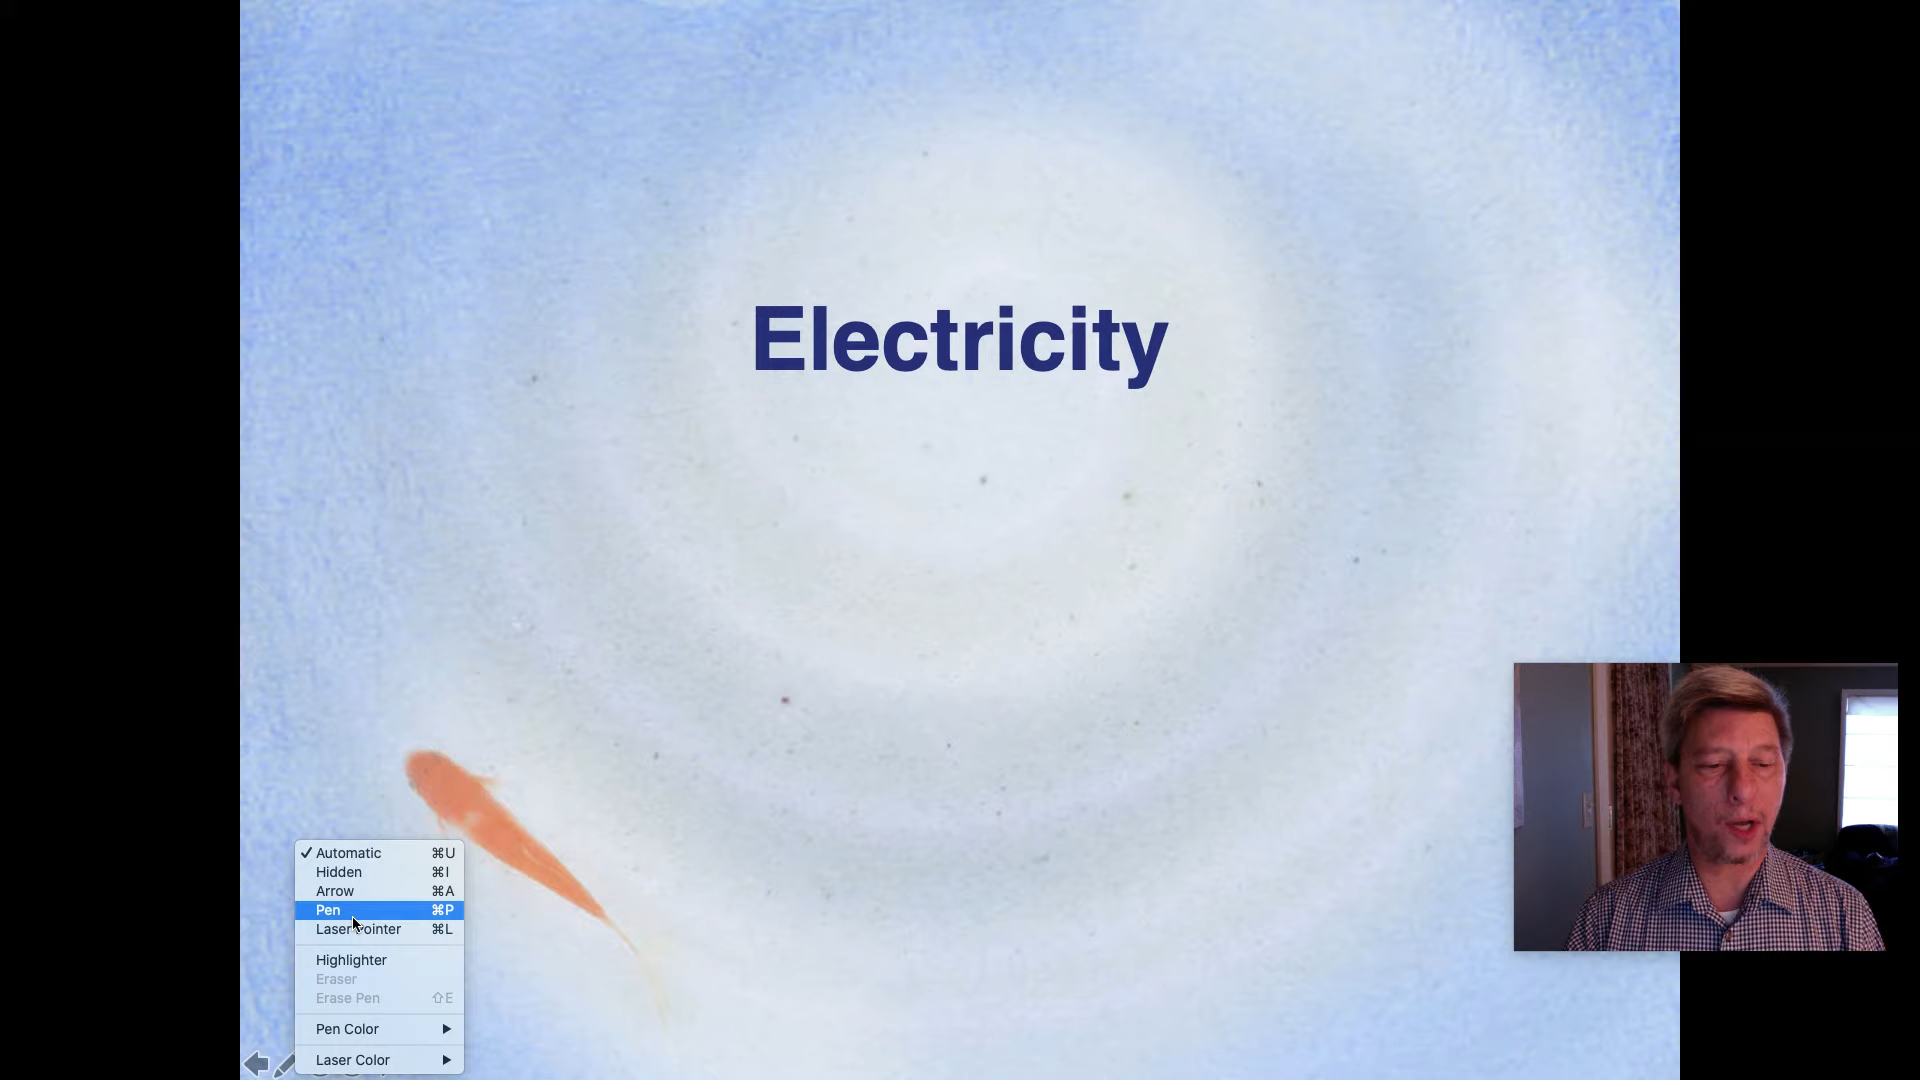 Electricity
✓ Automatic ⌘U
Hidden ⌘I
Arrow ⌘A
Pen ⌘P
Laser Pointer ⌘L
Highlighter
Eraser
Erase Pen ⇧E
Pen Color ▶
Laser Color ▶